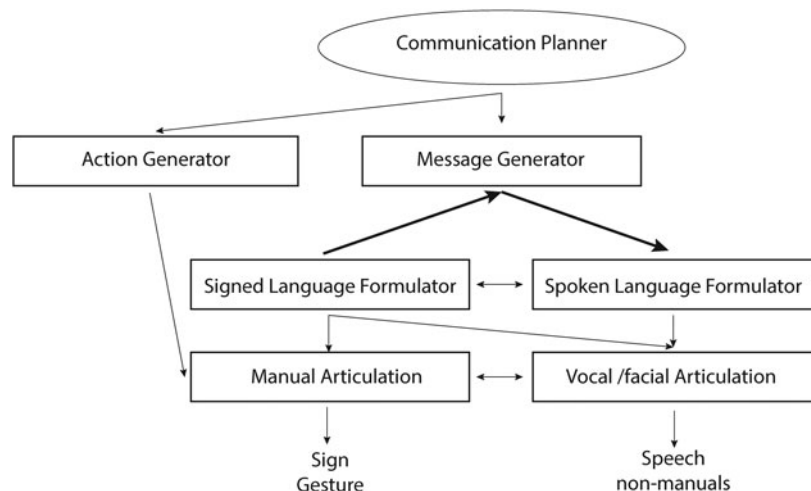 Communication Planner
Action Generator
Message Generator
Signed Language Formulator
Spoken Language Formulator
Manual Articulation
Vocal /facial Articulation
Sign
Gesture
Speech
non-manuals